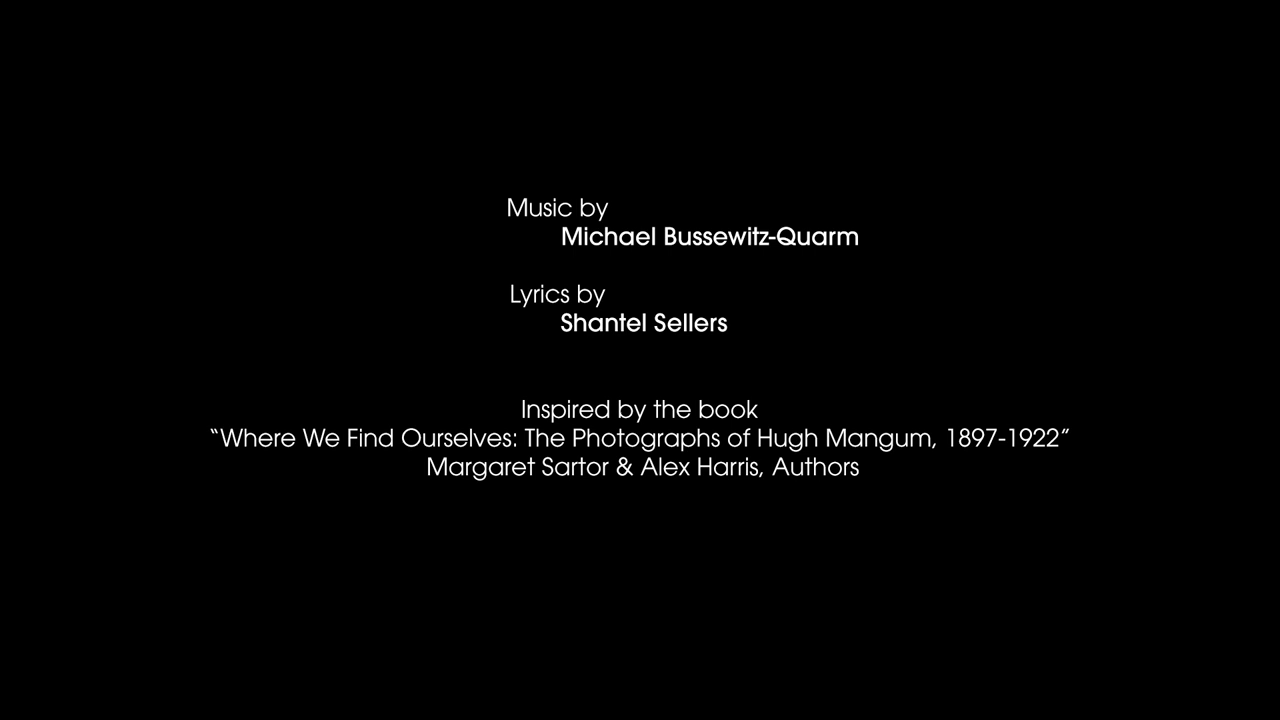 Music by
Michael Bussewitz-Quarm
Lyrics by
Shantel Sellers
Inspired by the book
“Where We Find Ourselves: The Photographs of Hugh Mangum, 1897-1922”
Margaret Sartor & Alex Harris, Authors